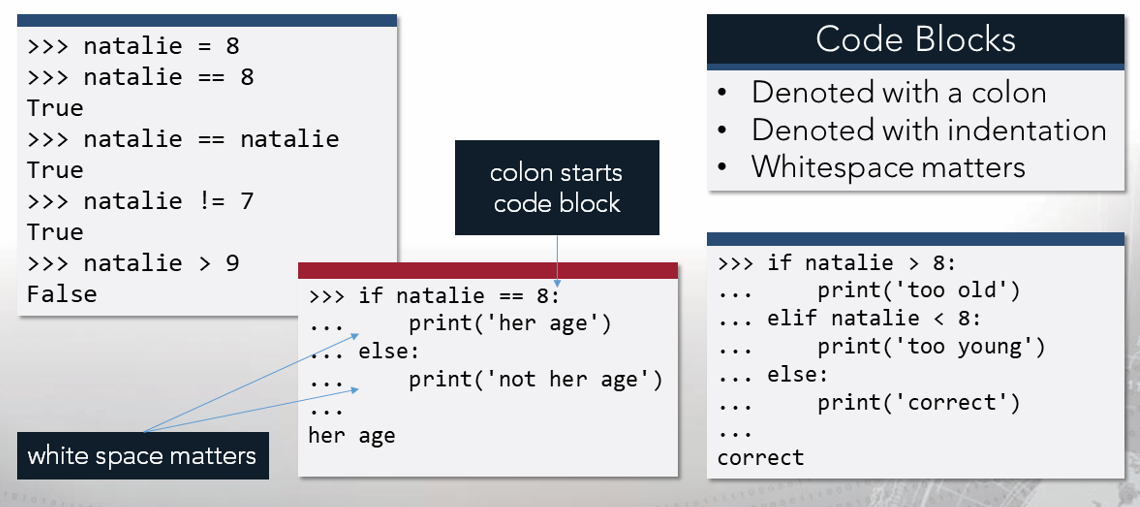 >>> natalie = 8
>>> natalie == 8
True
>>> natalie == natalie
True
>>> natalie != 7
True
>>> natalie > 9
False
colon starts
code block
>>> if natalie == 8:
...     print('her age')
... else:
...     print('not her age')
...
her age
white space matters
Code Blocks
• Denoted with a colon
• Denoted with indentation
• Whitespace matters
>>> if natalie > 8:
...     print('too old')
... elif natalie < 8:
...     print('too young')
... else:
...     print('correct')
...
correct